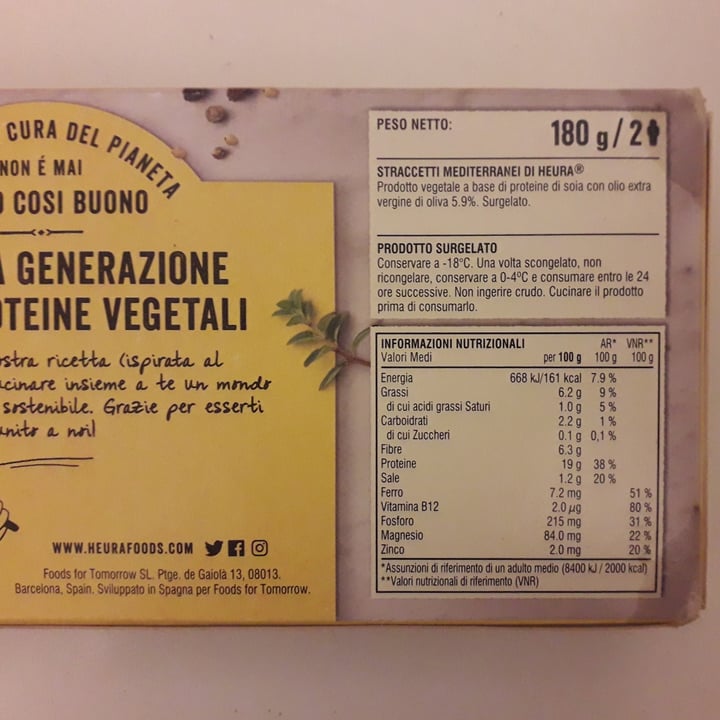 CURA DEL PIANETA
NON É MAI
COSI BUONO
GENERAZIONE
VEGETALI
ricetta (ispirata al
insieme a te un mondo
sostenibile. Grazie per esserti
a noi!
WWW.HEURAFOODS.COM
Foods for Tomorrow SL. Ptge. de Gaiolà 13, 08013.
Barcelona, Spain. Sviluppato in Spagna per Foods for Tomorrow.
PESO NETTO: 180 g/2
STRACCETTI MEDITERRANEI DI HEURA®
Prodotto vegetale a base di proteine di soia con olio extra
vergine di oliva 5.9%. Surgelato.
PRODOTTO SURGELATO
Conservare a -18ºC. Una volta scongelato, non
ricongelare, conservare a 0-4ºC e consumare entro le 24
ore successive. Non ingerire crudo. Cucinare il prodotto
prima di consumarlo.
INFORMAZIONI NUTRIZIONALI AR* VNR**
Valori Medi per 100 g 100 g 100 g
Energia 668 kJ/161 kcal 7.9 %
Grassi 6.2 g 9 %
di cui acidi grassi Saturi 1.0 g 5 %
Carboidrati 2.2 g 1 %
di cui Zuccheri 0.1 g 0,1 %
Fibre 6.3 g
Proteine 19 g 38 %
Sale 1.2 g 20 %
Ferro 7.2 mg 51 %
Vitamina B12 2.0 µg 80 %
Fosforo 215 mg 31 %
Magnesio 84.0 mg 22 %
Zinco 2.0 mg 20 %
*Assunzioni di riferimento di un adulto medio (8400 kJ / 2000 kcal)
**Valori nutrizionali di riferimento (VNR)